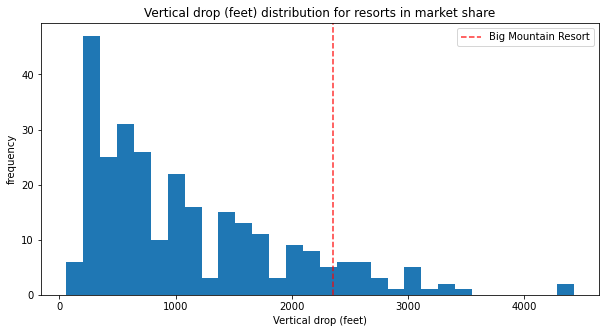 Vertical drop (feet) distribution for resorts in market share
Big Mountain Resort
frequency
40
30
20
10
0
0 1000 2000 3000 4000
Vertical drop (feet)